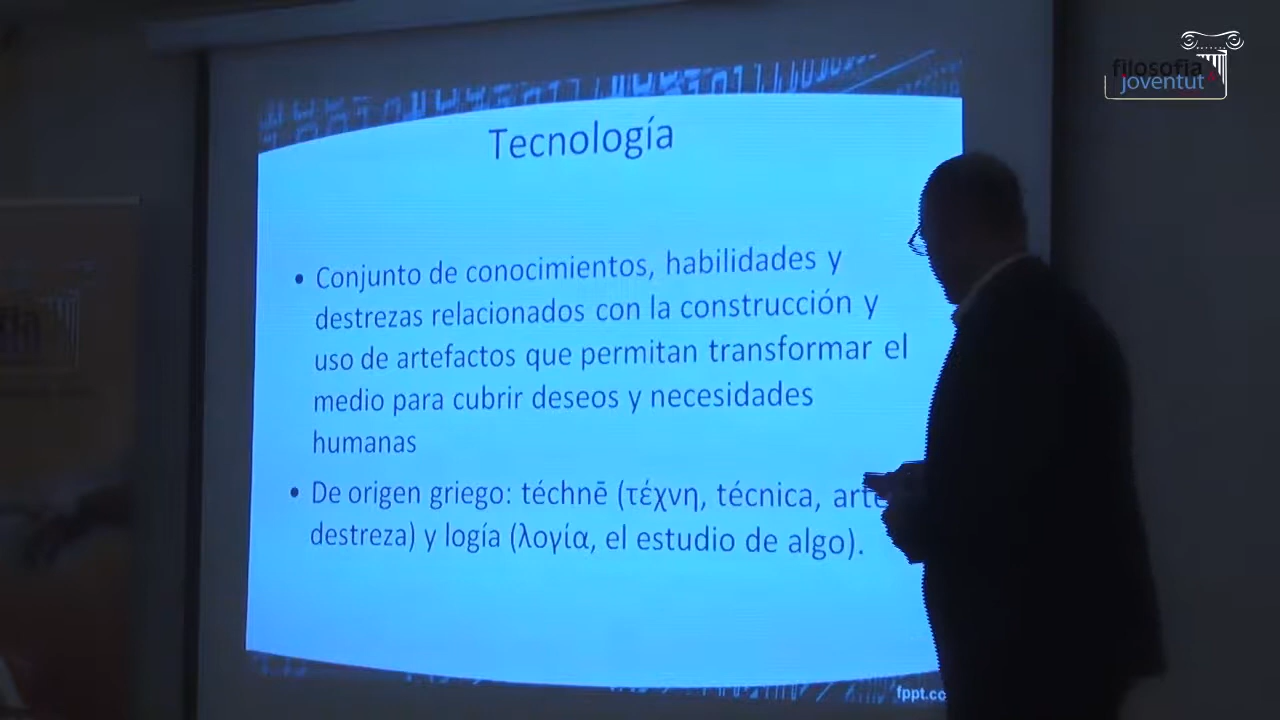 filosofia
joventut
Tecnología
• Conjunto de conocimientos, habilidades y
destrezas relacionados con la construcción y
uso de artefactos que permitan transformar el
medio para cubrir deseos y necesidades
humanas
• De origen griego: téchnē (τέχνη, técnica, arte
destreza) y logía (λογία, el estudio de algo).